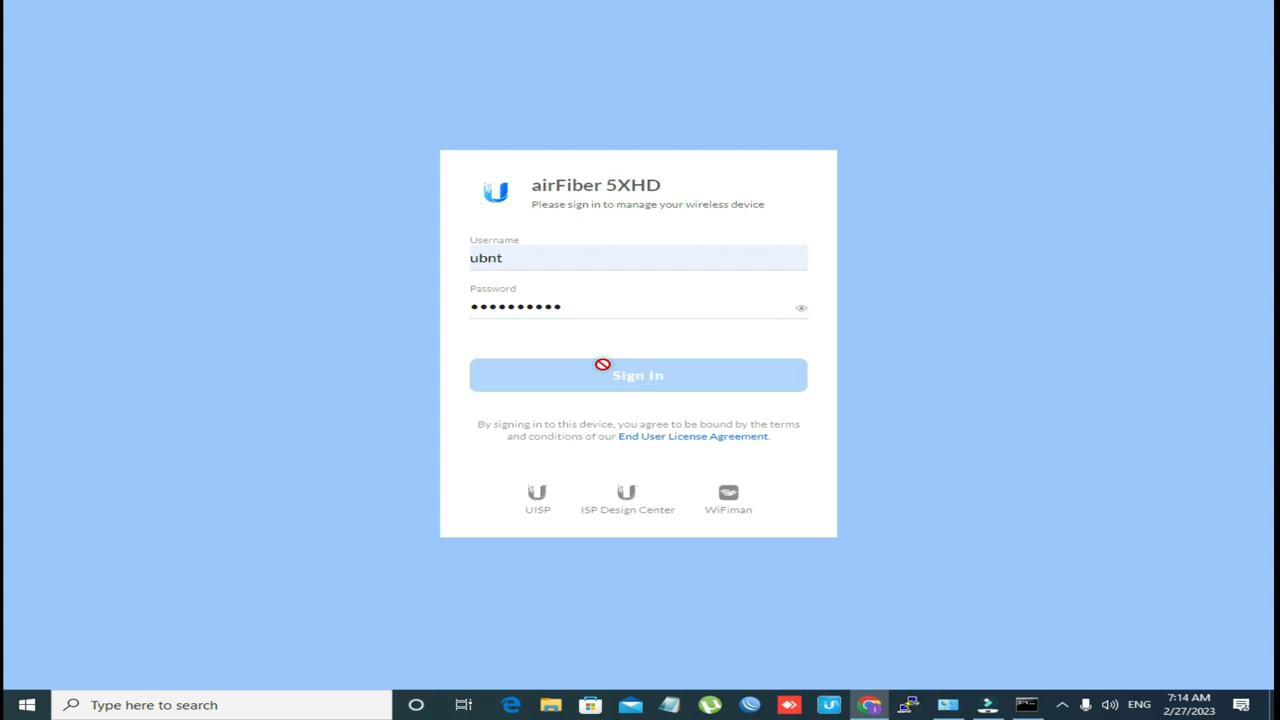 airFiber 5XHD
Please sign in to manage your wireless device
Username
ubnt
Password
••••••••••
Sign In
By signing in to this device, you agree to be bound by the terms
and conditions of our End User License Agreement.
UISP
ISP Design Center
WiFiman
Type here to search
ENG
7:14 AM
2/27/2023